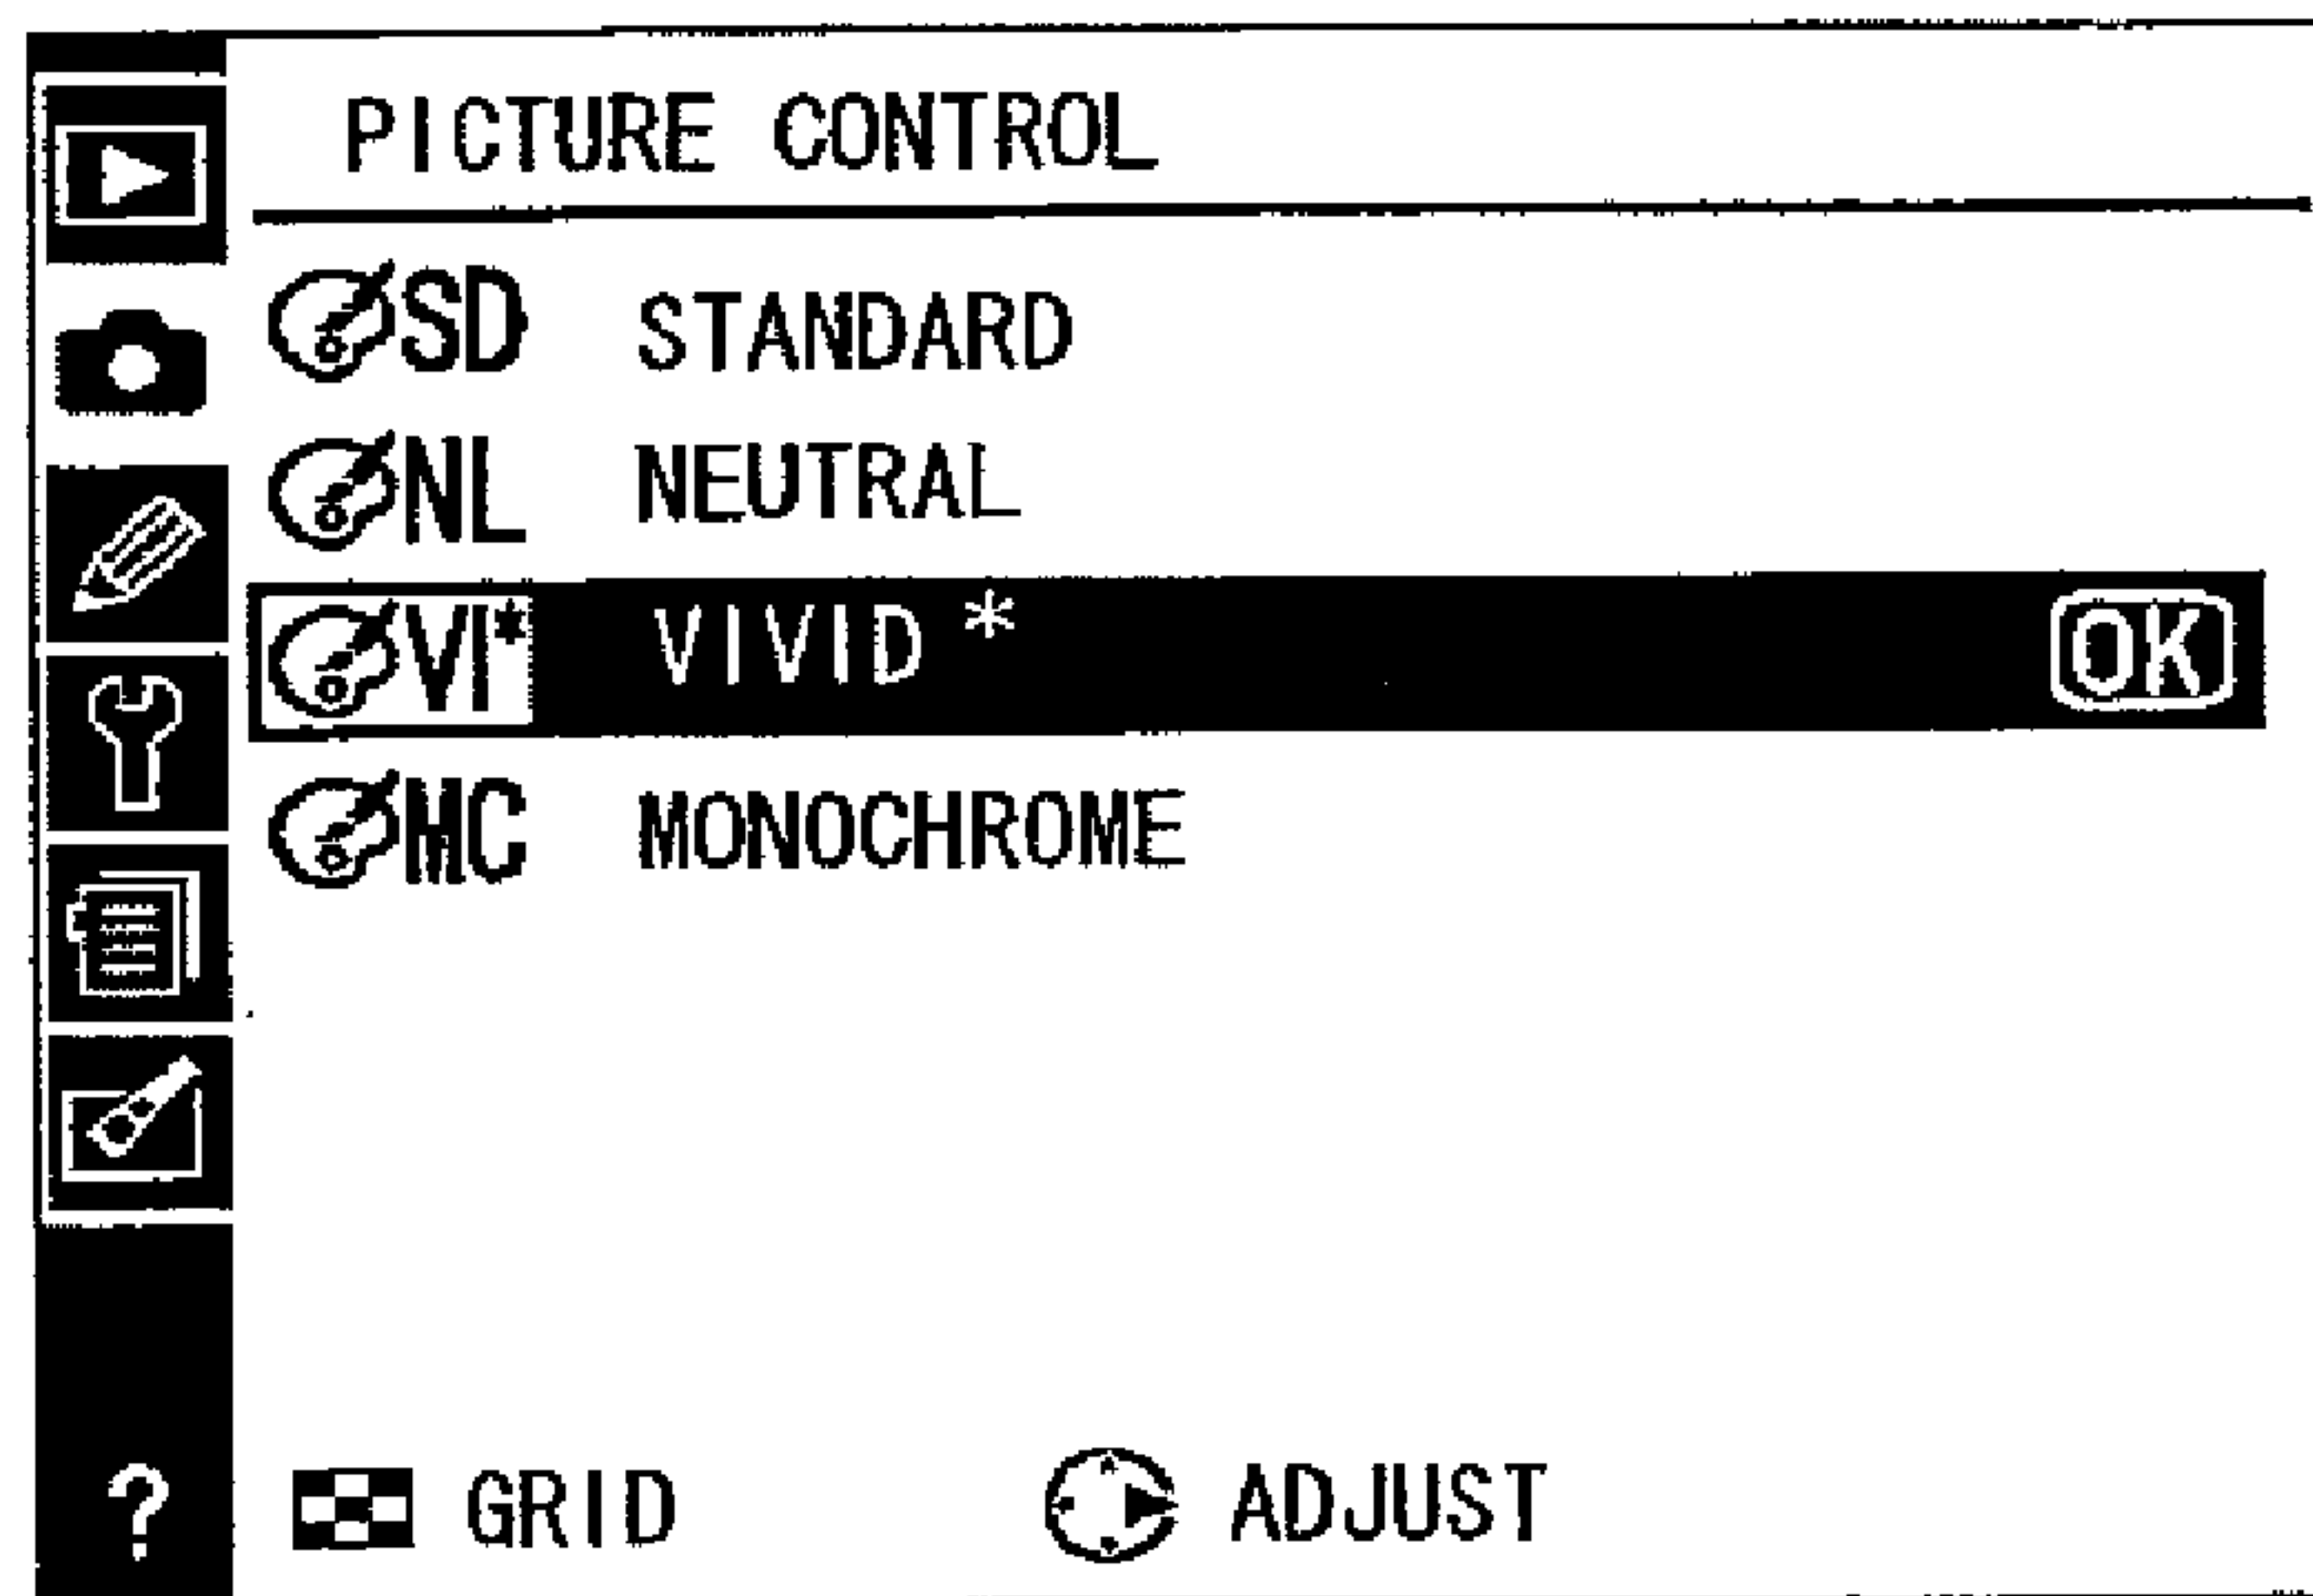 PICTURE CONTROL
SD STANDARD
NL NEUTRAL
VI* VIVID* OK
MC MONOCHROME
? GRID ADJUST